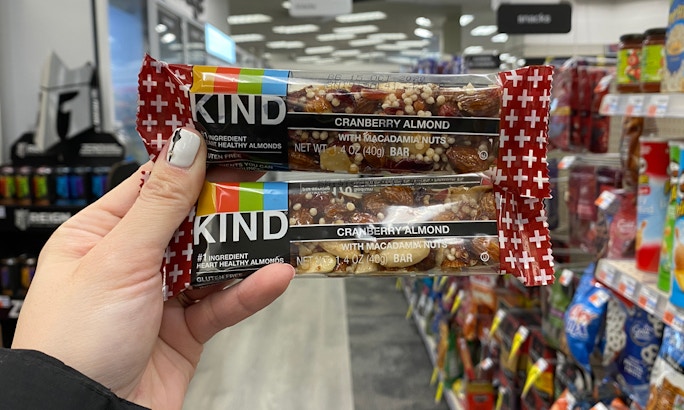 snacks
KIND
CRANBERRY ALMOND
WITH MACADAMIA NUTS
NET WT 1.4 OZ (40g) BAR
#1 INGREDIENT
HEART HEALTHY ALMONDS
GLUTEN FREE
KIND
CRANBERRY ALMOND
WITH MACADAMIA NUTS
1.4 OZ (40g) BAR
#1 INGREDIENT
HEART HEALTHY ALMONDS
GLUTEN FREE
REIGN